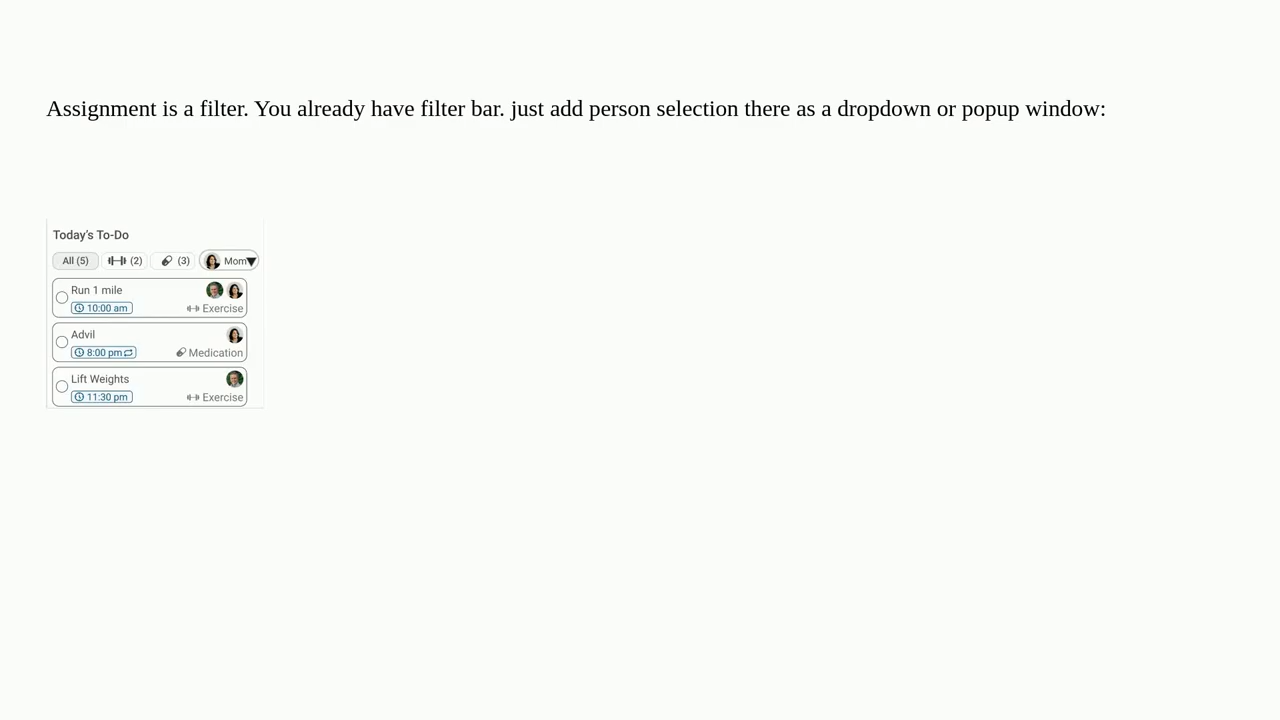 Assignment is a filter. You already have filter bar. just add person selection there as a dropdown or popup window:
Today's To-Do
All (5) (2) (3) Mom
Run 1 mile
10:00 am Exercise
Advil
8:00 pm Medication
Lift Weights
11:30 pm Exercise